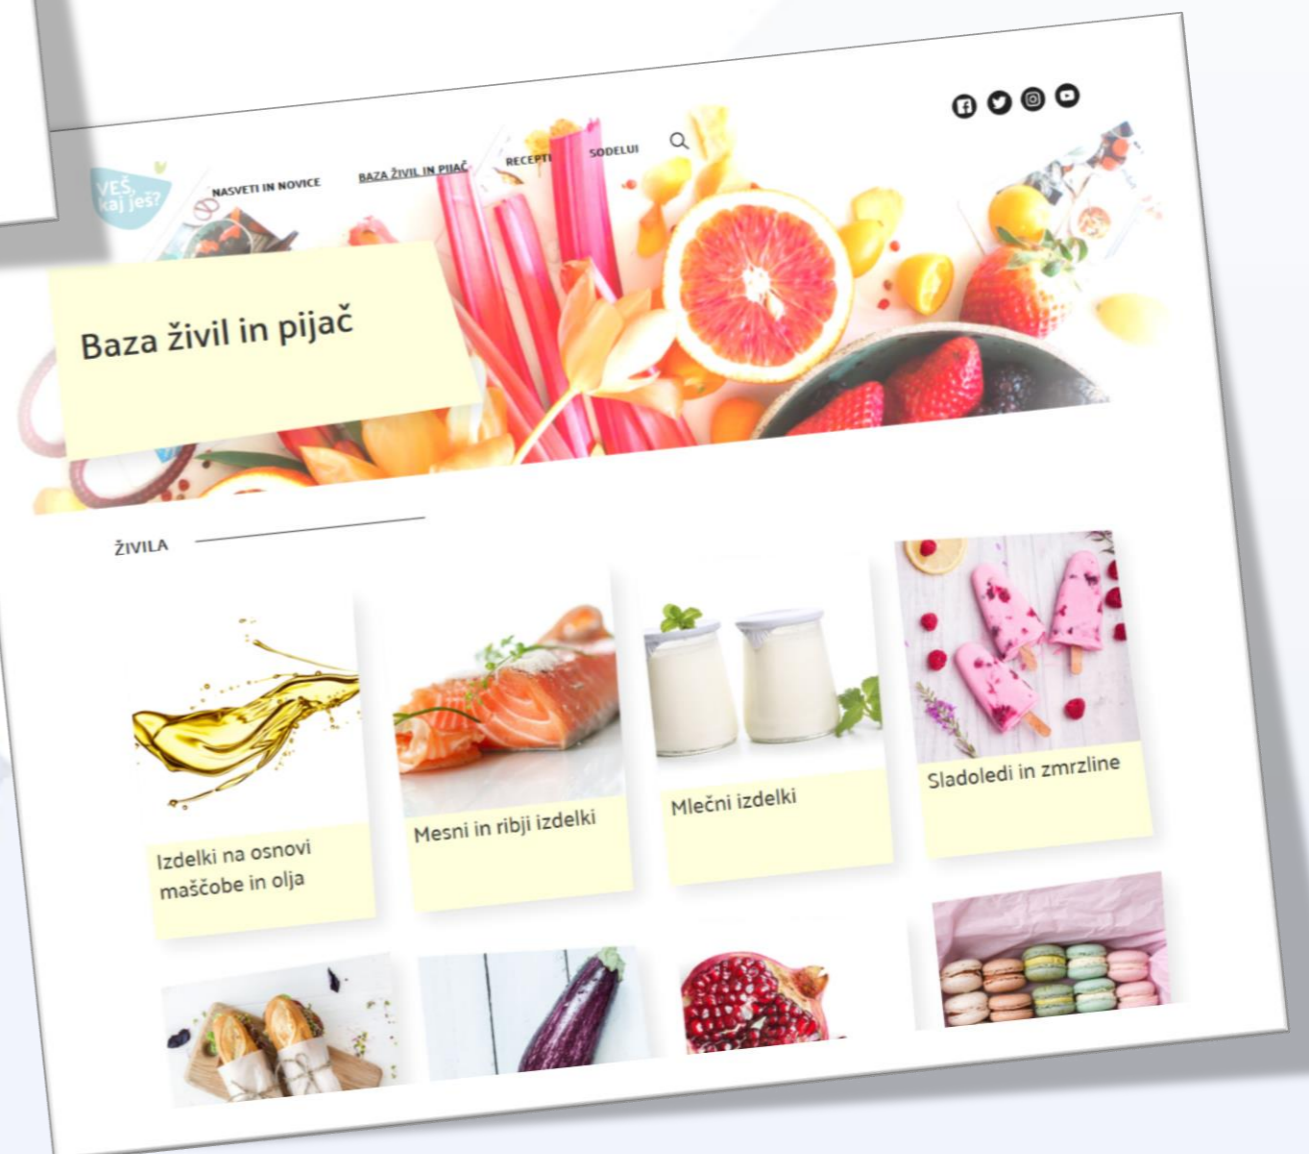 VEŠ,
kaj ješ?
NASVETI IN NOVICE
BAZA ŽIVIL IN PIJAČ
RECEPTI
SODELUJ
Baza živil in pijač
ŽIVILA
Izdelki na osnovi
maščobe in olja
Mesni in ribji izdelki
Mlečni izdelki
Sladoledi in zmrzline